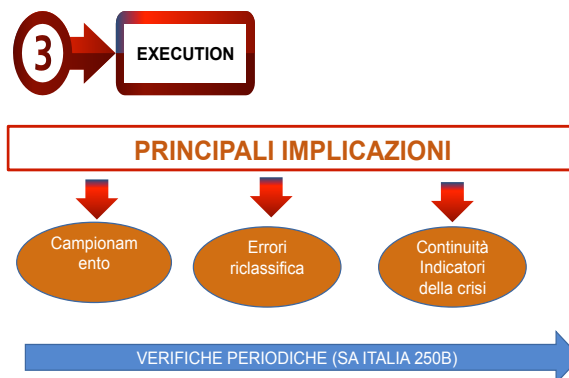 3
EXECUTION
PRINCIPALI IMPLICAZIONI
Campionam
ento
Errori
riclassifica
Continuità
Indicatori
della crisi
VERIFICHE PERIODICHE (SA ITALIA 250B)